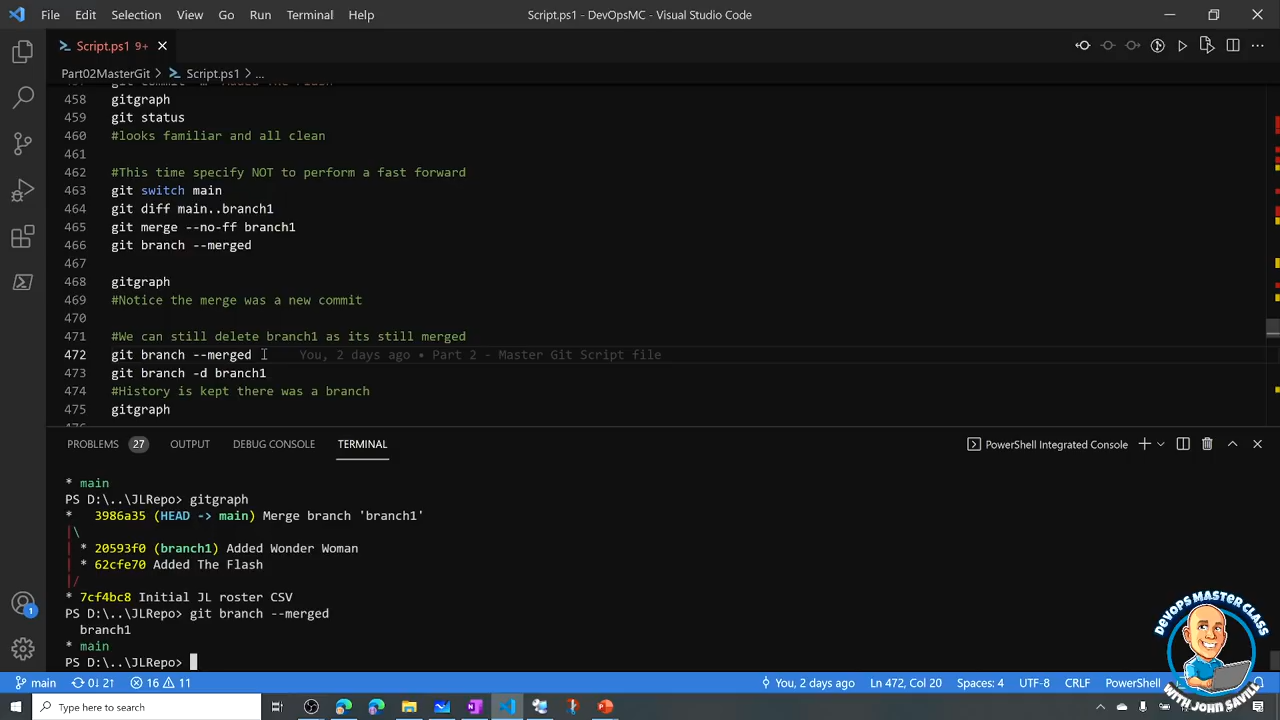 File Edit Selection View Go Run Terminal Help Script.ps1 - DevOpsMC - Visual Studio Code
Script.ps1 9+
Part02MasterGit > Script.ps1 > ...
458 gitgraph
459 git status
460 #looks familiar and all clean
461
462 #This time specify NOT to perform a fast forward
463 git switch main
464 git diff main..branch1
465 git merge --no-ff branch1
466 git branch --merged
467
468 gitgraph
469 #Notice the merge was a new commit
470
471 #We can still delete branch1 as its still merged
472 git branch --merged You, 2 days ago • Part 2 - Master Git Script file
473 git branch -d branch1
474 #History is kept there was a branch
475 gitgraph
PROBLEMS 27 OUTPUT DEBUG CONSOLE TERMINAL PowerShell Integrated Console
* main
PS D:\..\JLRepo> gitgraph
* 3986a35 (HEAD -> main) Merge branch 'branch1'
|\
| * 20593f0 (branch1) Added Wonder Woman
| * 62cfe70 Added The Flash
|/
* 7cf4bc8 Initial JL roster CSV
PS D:\..\JLRepo> git branch --merged
branch1
* main
PS D:\..\JLRepo>
1
main 0↓ 2↑ 16 11 You, 2 days ago Ln 472, Col 20 Spaces: 4 UTF-8 CRLF PowerShell
Type here to search
DEVOPS MASTER CLASS
WITH JOHN SAVILL